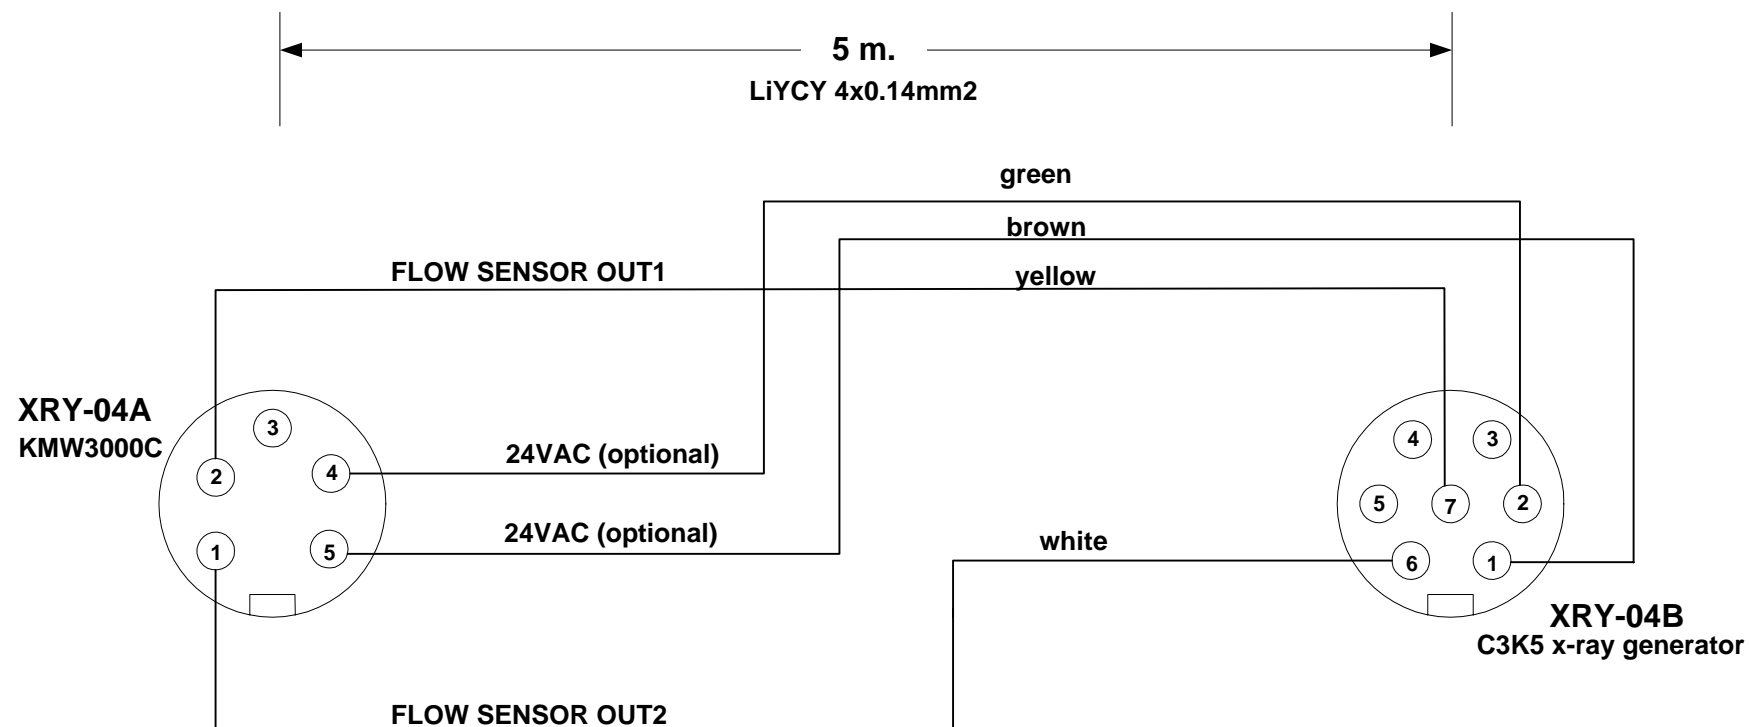 5 m.
LiYCY 4x0.14mm2
green
brown
FLOW SENSOR OUT1
yellow
XRY-04A
KMW3000C
3
2
4
1
5
24VAC (optional)
24VAC (optional)
4
3
5
7
2
6
1
white
XRY-04B
C3K5 x-ray generator
FLOW SENSOR OUT2